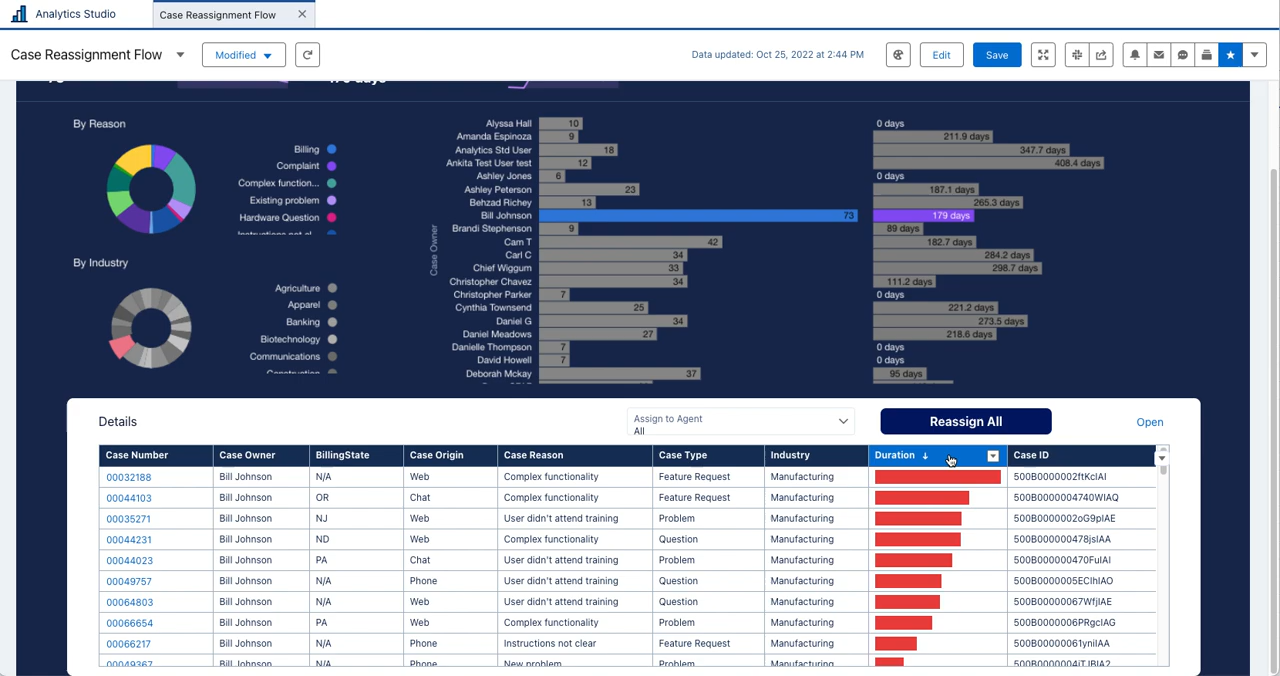 Analytics Studio
Case Reassignment Flow
Case Reassignment Flow
Modified
Data updated: Oct 25, 2022 at 2:44 PM
Edit
Save
By Reason
Billing
Complaint
Complex function...
Existing problem
Hardware Question
By Industry
Agriculture
Apparel
Banking
Biotechnology
Communications
Construction
Case Owner
Alyssa Hall 10 0 days
Amanda Espinoza 9 211.9 days
Analytics Std User 18 347.7 days
Ankita Test User test 12 408.4 days
Ashley Jones 6 0 days
Ashley Peterson 23 187.1 days
Behzad Richey 13 265.3 days
Bill Johnson 73 179 days
Brandi Stephenson 9 89 days
Cam T 42 182.7 days
Carl C 34 284.2 days
Chief Wiggum 33 298.7 days
Christopher Chavez 34 111.2 days
Christopher Parker 7 0 days
Cynthia Townsend 25 221.2 days
Daniel G 34 273.5 days
Daniel Meadows 27 218.6 days
Danielle Thompson 7 0 days
David Howell 7 0 days
Deborah Mckay 37 95 days
Details
Assign to Agent
All
Reassign All
Open
Case Number Case Owner BillingState Case Origin Case Reason Case Type Industry Duration ↓ Case ID
00032188 Bill Johnson N/A Web Complex functionality Feature Request Manufacturing 500B0000002ftKcIAI
00044103 Bill Johnson OR Chat Complex functionality Feature Request Manufacturing 500B0000004740WIAQ
00035271 Bill Johnson NJ Web User didn't attend training Problem Manufacturing 500B0000002oG9pIAE
00044231 Bill Johnson ND Web Complex functionality Question Manufacturing 500B000000478jsIAA
00044023 Bill Johnson PA Chat User didn't attend training Problem Manufacturing 500B000000470FuIAI
00049757 Bill Johnson N/A Phone User didn't attend training Question Manufacturing 500B0000005EClhIAO
00064803 Bill Johnson N/A Web User didn't attend training Question Manufacturing 500B00000067WfjIAE
00066654 Bill Johnson PA Web Complex functionality Problem Manufacturing 500B0000006PRgcIAG
00066217 Bill Johnson N/A Phone Instructions not clear Feature Request Manufacturing 500B00000061yniIAA
00049367 Bill Johnson N/A Phone New problem Problem Manufacturing